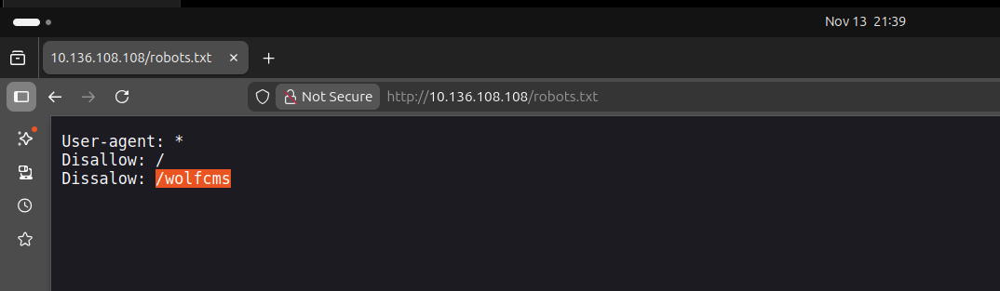 Nov 13 21:39
10.136.108.108/robots.txt
Not Secure http://10.136.108.108/robots.txt
User-agent: *
Disallow: /
Dissalow: /wolfcms